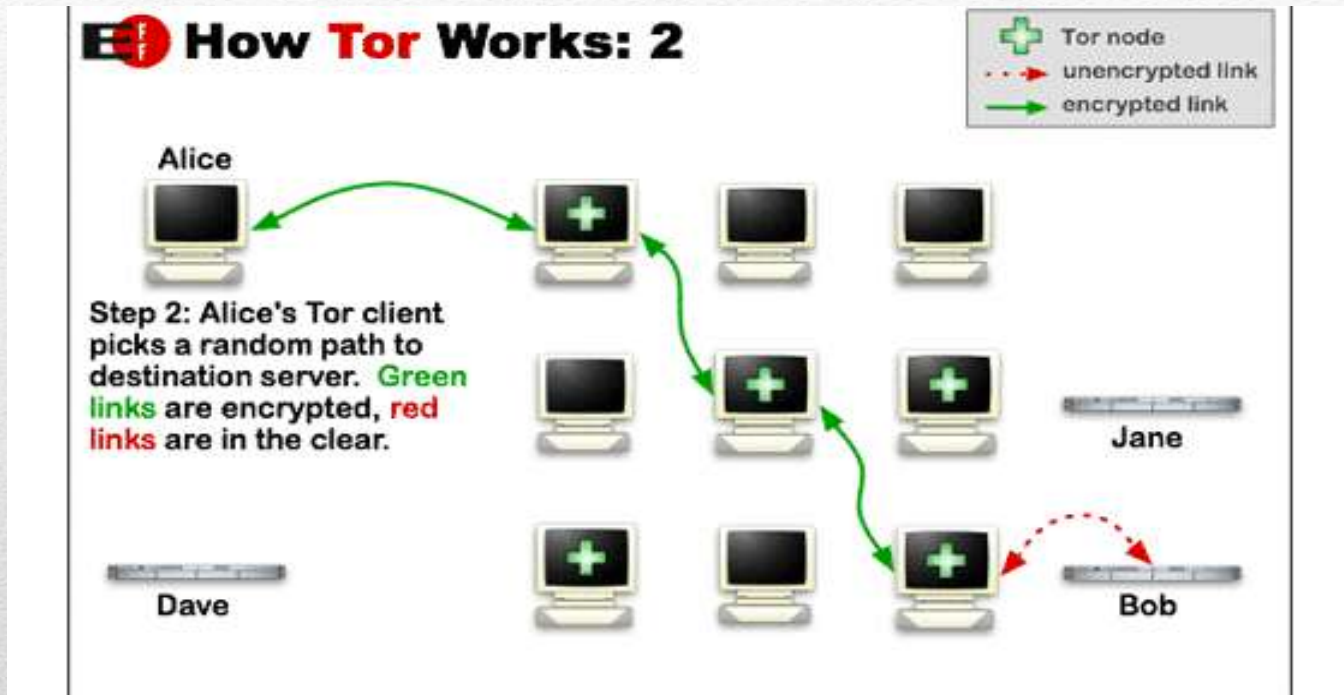 EFF How Tor Works: 2
Tor node
unencrypted link
encrypted link
Alice
Step 2: Alice's Tor client
picks a random path to
destination server. Green
links are encrypted, red
links are in the clear.
Jane
Dave
Bob